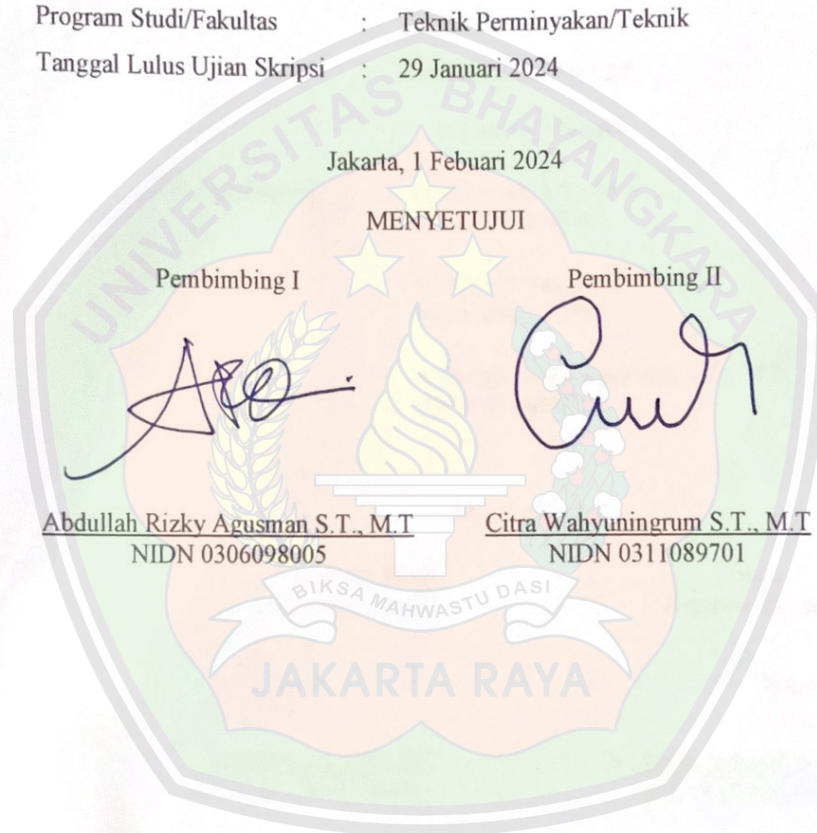 Program Studi/Fakultas : Teknik Perminyakan/Teknik
Tanggal Lulus Ujian Skripsi : 29 Januari 2024
Jakarta, 1 Febuari 2024
MENYETUJUI
Pembimbing I Pembimbing II
Abdullah Rizky Agusman S.T., M.T Citra Wahyuningrum S.T., M.T
NIDN 0306098005 NIDN 0311089701
UNIVERSITAS BHAYANGKARA
BIKSA MAHWASTU DASI
JAKARTA RAYA